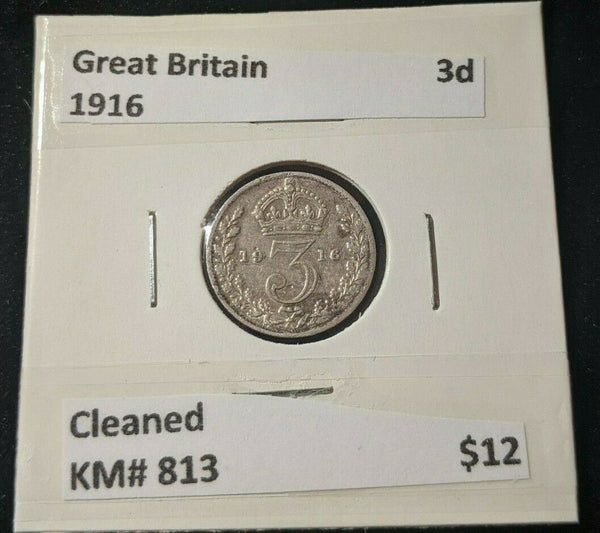 Great Britain 3d
1916
19 3 16
Cleaned
KM# 813 $12